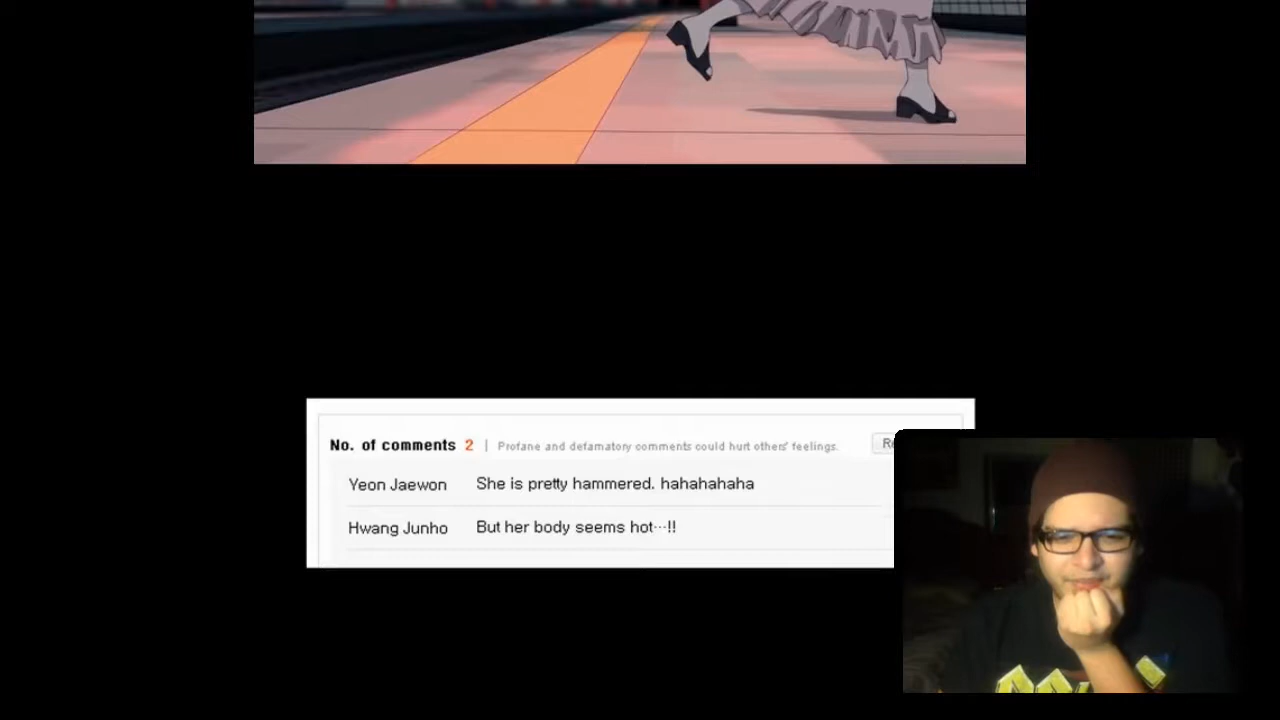 No. of comments 2 | Profane and defamatory comments could hurt others' feelings.
Yeon Jaewon She is pretty hammered. hahahahaha
Hwang Junho But her body seems hot···!!